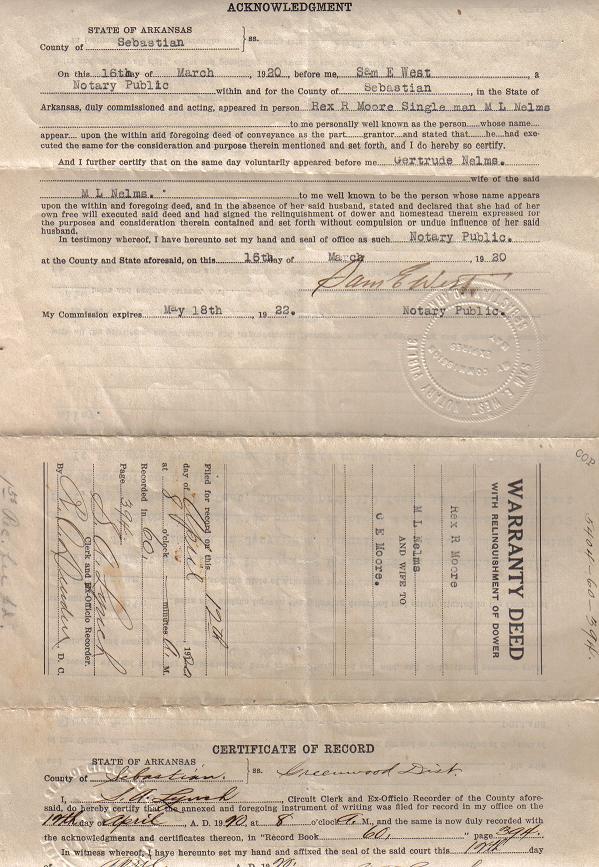 ACKNOWLEDGMENT
STATE OF ARKANSAS
County of Sebastian } ss.
On this 16th day of March, 1920, before me, Sam E West, a
Notary Public within and for the County of Sebastian, in the State of
Arkansas, duly commissioned and acting, appeared in person Rex R Moore Single man M L Nelms
to me personally well known as the person whose name
appear upon the within and foregoing deed of conveyance as the part grantor and stated that he had exe-
cuted the same for the consideration and purpose therein mentioned and set forth, and I do hereby so certify.
And I further certify that on the same day voluntarily appeared before me Gertrude Nelms.
wife of the said
M L Nelms. to me well known to be the person whose name appears
upon the within and foregoing deed, and in the absence of her said husband, stated and declared that she had of her
own free will executed said deed and had signed the relinquishment of dower and homestead therein expressed for
the purposes and consideration therein contained and set forth without compulsion or undue influence of her said
husband.
In testimony whereof, I have hereunto set my hand and seal of office as such Notary Public.
at the County and State aforesaid, on this 16th day of March, 1920
Sam E West
My Commission expires May 18th, 1922. Notary Public.
SAM E. WEST, NOTARY PUBLIC
MY COMMISSION EXPIRES
COP
WARRANTY DEED
WITH RELINQUISHMENT OF DOWER
Rex R Moore
M L Nelms
AND WIFE TO
G E Moore.
Filed for record on this 12th
day of April 1920
at 8 o'clock minutes A. M.
Recorded in 60,
Page 394
Clerk and Ex-Officio Recorder.
By D. C.
CERTIFICATE OF RECORD
STATE OF ARKANSAS
County of Sebastian. } ss. Greenwood Dist.
I, Circuit Clerk and Ex-Officio Recorder of the County afore-
said, do hereby certify that the annexed and foregoing instrument of writing was filed for record in my office on the
day of April A. D. 1920, at 8 o'clock A. M., and the same is now duly recorded with
the acknowledgments and certificates thereon, in "Record Book 60, " page 394.
In witness whereof, I have hereunto set my hand and affixed the seal of the said court this day
A. D. 19